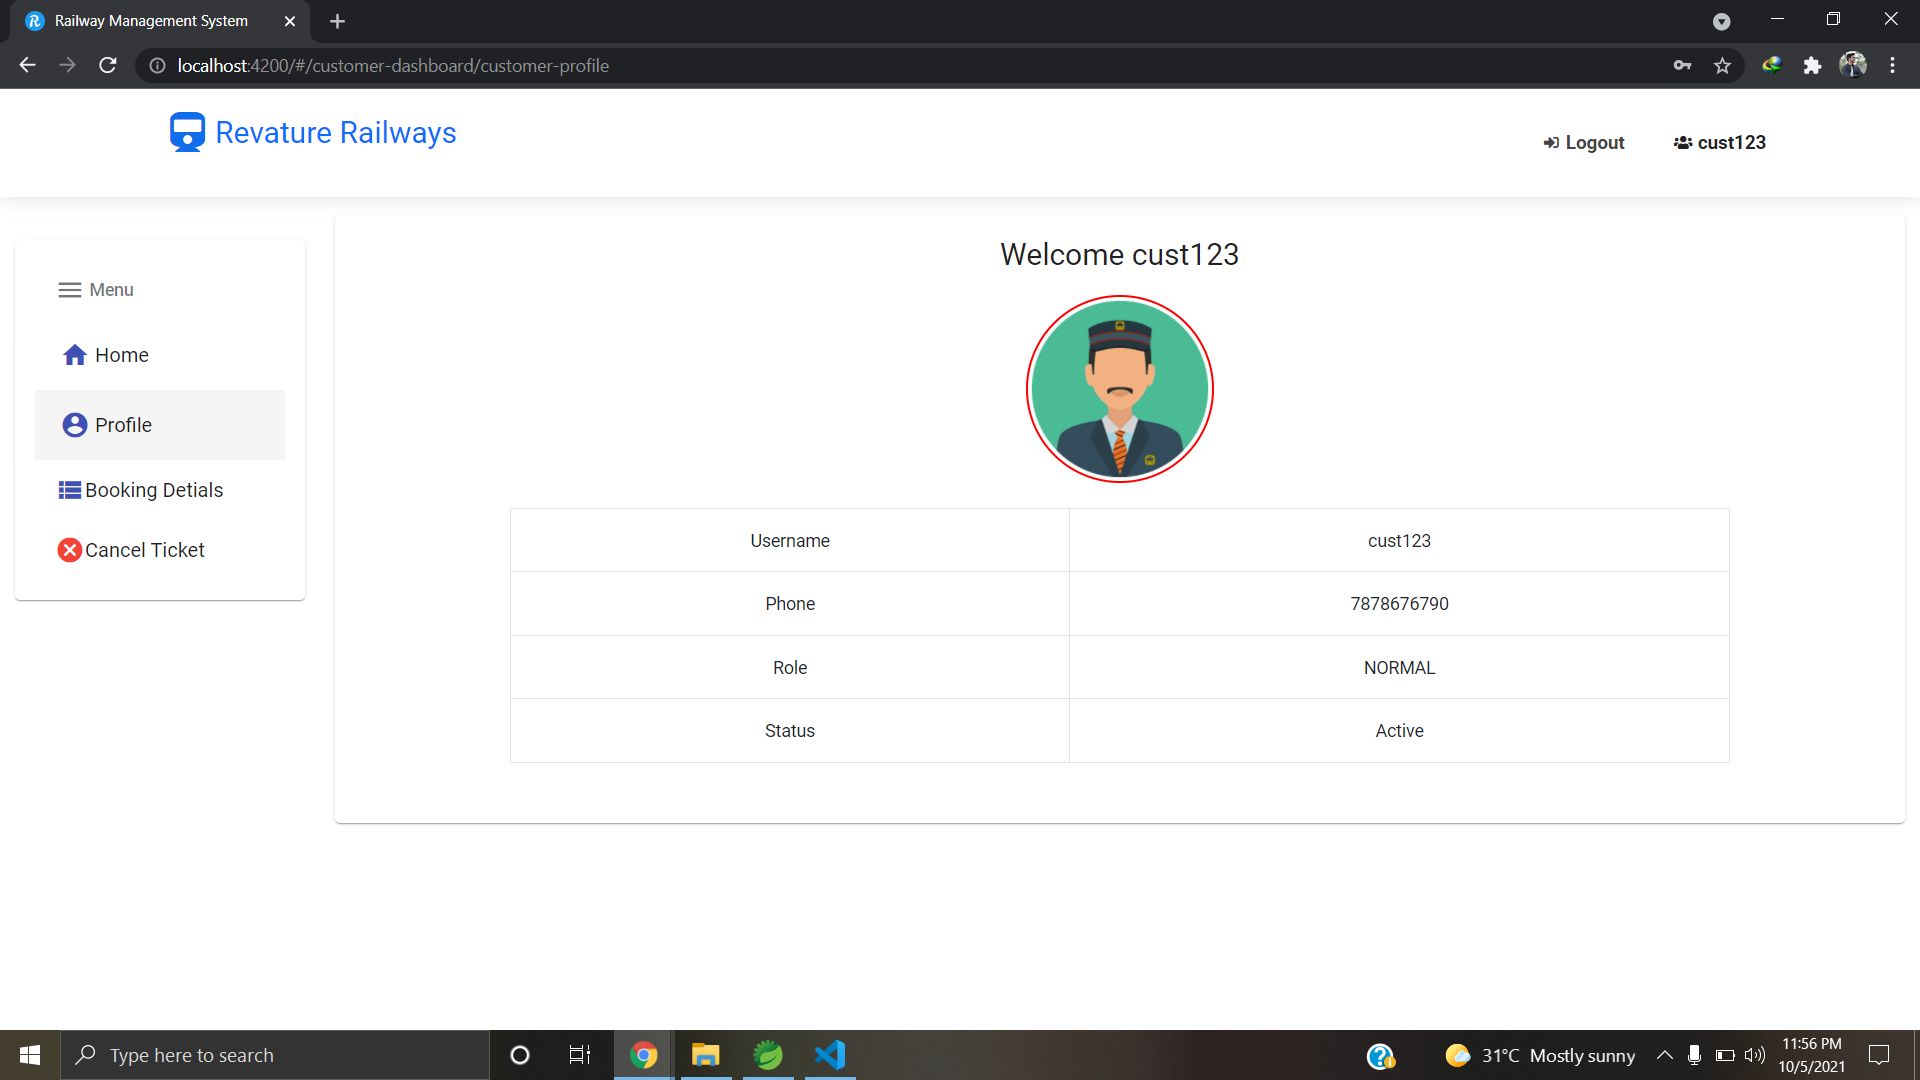 Railway Management System
localhost:4200/#/customer-dashboard/customer-profile
Revature Railways
Logout
cust123
Menu
Home
Profile
Booking Detials
Cancel Ticket
Welcome cust123
Username cust123
Phone 7878676790
Role NORMAL
Status Active
Type here to search
31°C Mostly sunny
11:56 PM
10/5/2021